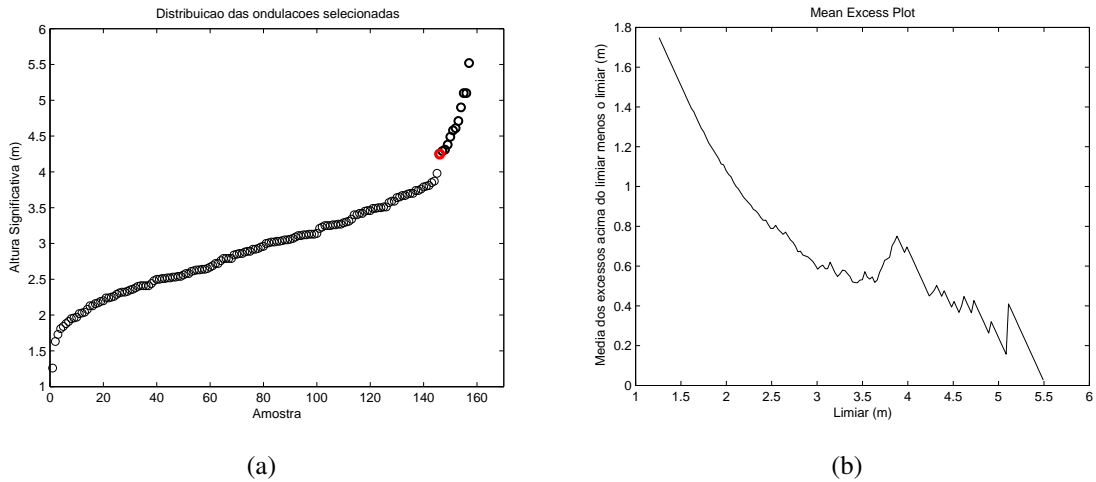 Distribuicao das ondulacoes selecionadas
6
5.5
5
4.5
4
3.5
3
2.5
2
1.5
1
Altura Significativa (m)
0 20 40 60 80 100 120 140 160
Amostra
(a)
Mean Excess Plot
1.8
1.6
1.4
1.2
1
0.8
0.6
0.4
0.2
0
Media dos excessos acima do limiar menos o limiar (m)
1 1.5 2 2.5 3 3.5 4 4.5 5 5.5 6
Limiar (m)
(b)